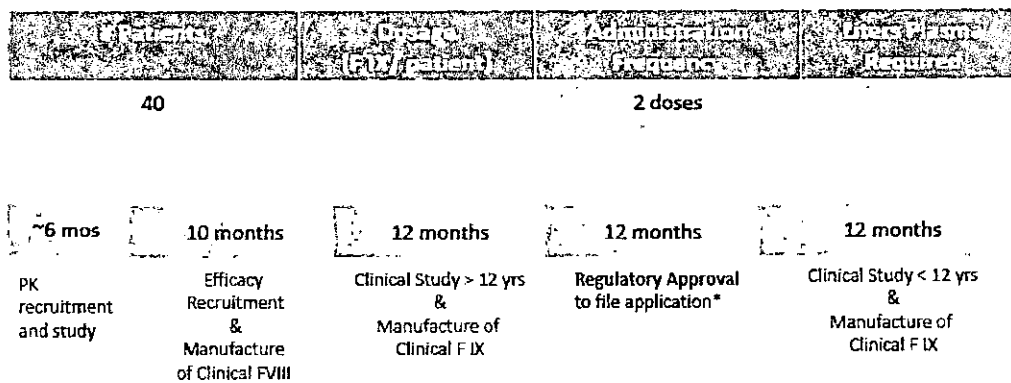 # Patients
Dosage
(FIX/ patient)
Administration
Frequency
Liters Plasma
Required
40
2 doses
~6 mos
10 months
12 months
12 months
12 months
PK
recruitment
and study
Efficacy
Recruitment
&
Manufacture
of Clinical FVIII
Clinical Study > 12 yrs
&
Manufacture of
Clinical F IX
Regulatory Approval
to file application*
Clinical Study < 12 yrs
&
Manufacture of
Clinical F IX